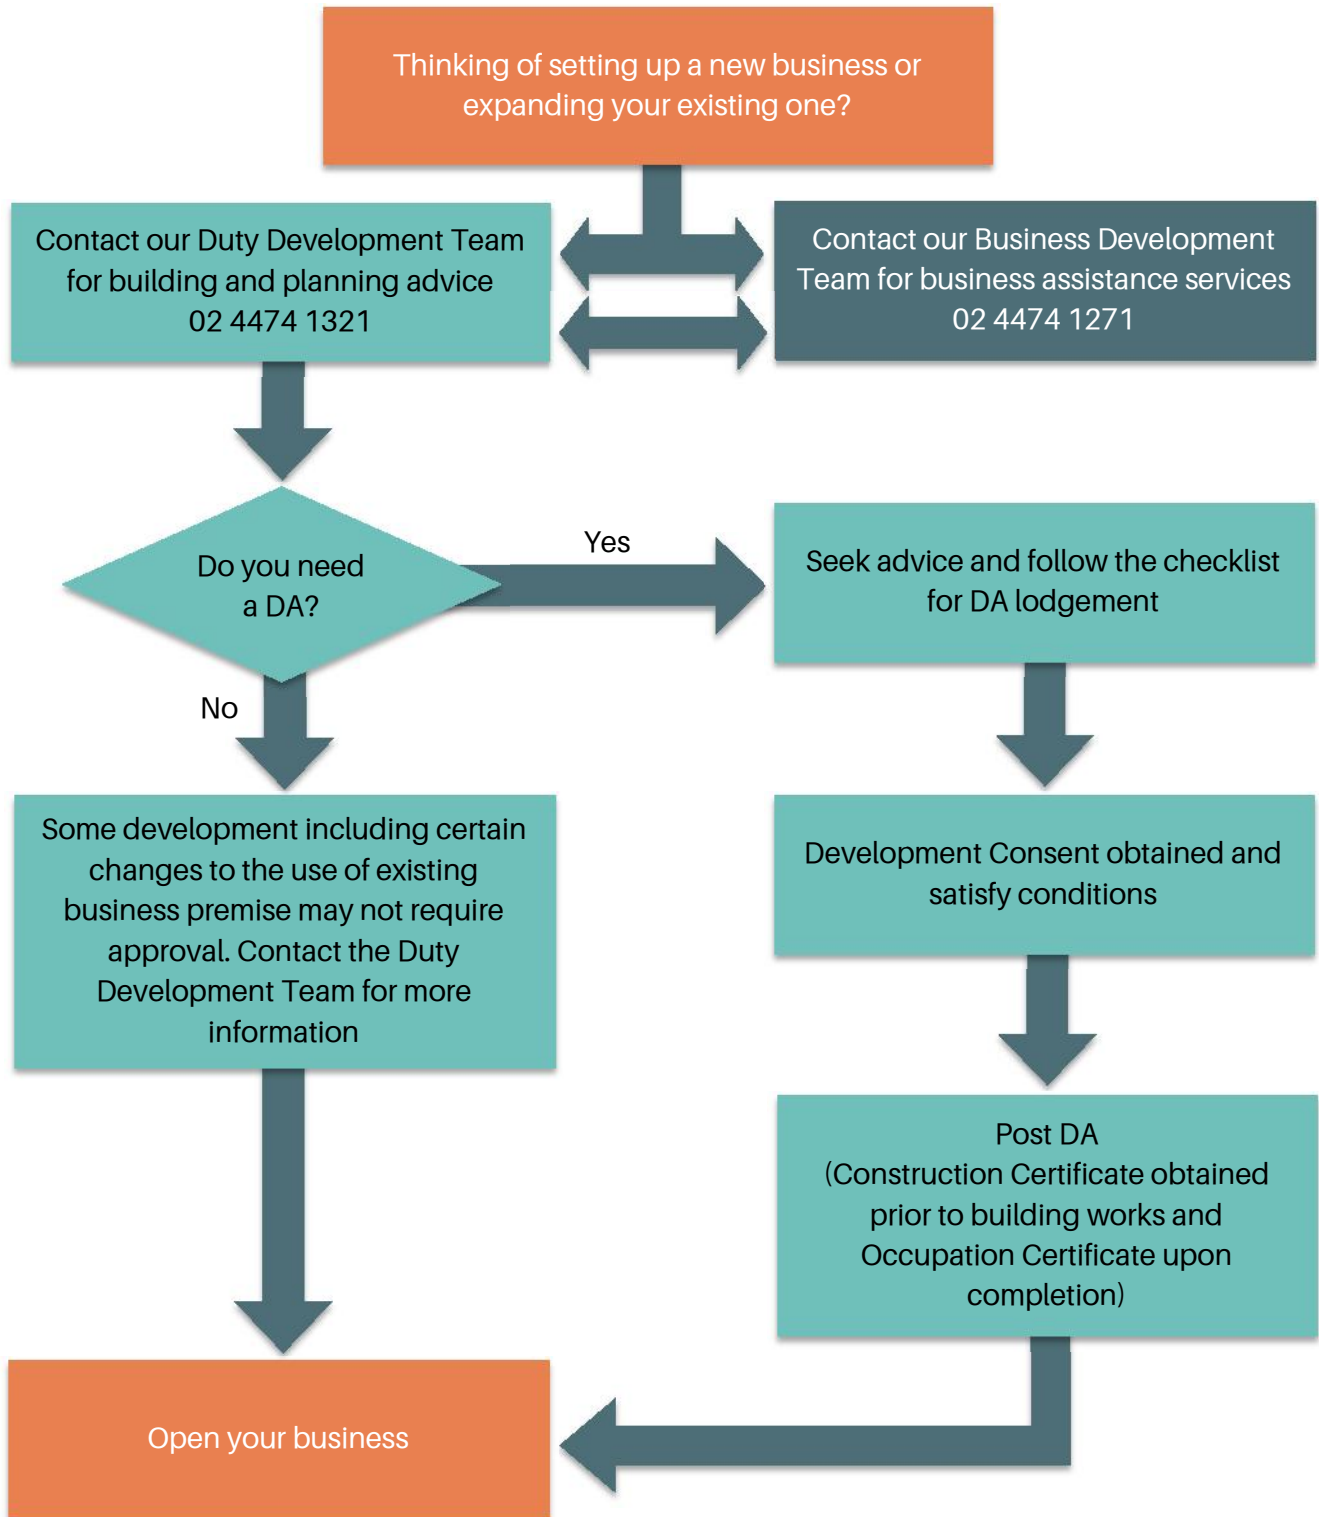 Thinking of setting up a new business or
expanding your existing one?
Contact our Duty Development Team
for building and planning advice
02 4474 1321
Contact our Business Development
Team for business assistance services
02 4474 1271
Do you need
a DA?
Yes
Seek advice and follow the checklist
for DA lodgement
No
Some development including certain
changes to the use of existing
business premise may not require
approval. Contact the Duty
Development Team for more
information
Development Consent obtained and
satisfy conditions
Post DA
(Construction Certificate obtained
prior to building works and
Occupation Certificate upon
completion)
Open your business